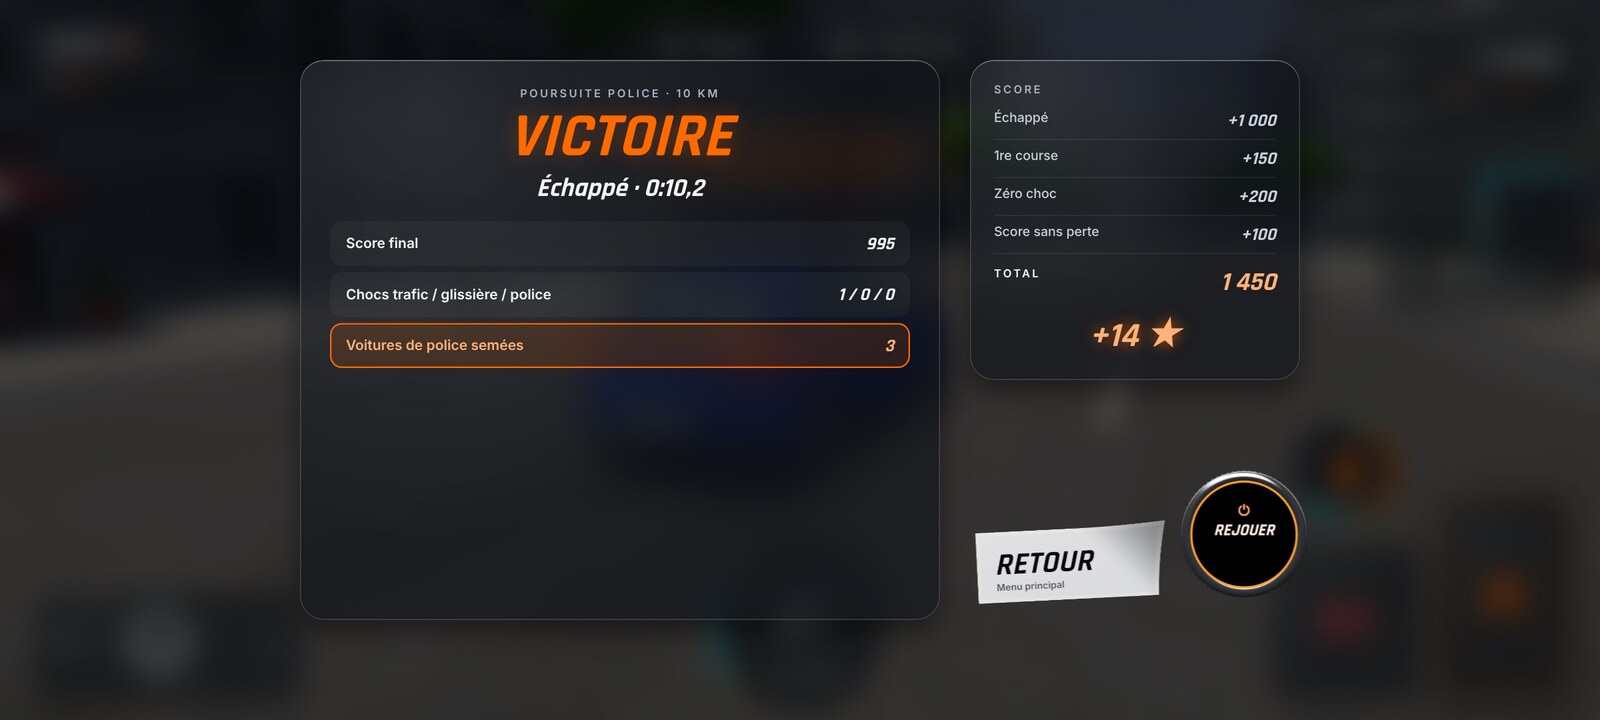 POURSUITE POLICE · 10 KM
VICTOIRE
Échappé · 0:10,2
Score final 995
Chocs trafic / glissière / police 1 / 0 / 0
Voitures de police semées 3
SCORE
Échappé +1 000
1re course +150
Zéro choc +200
Score sans perte +100
TOTAL 1 450
+14 ★
RETOUR
Menu principal
REJOUER